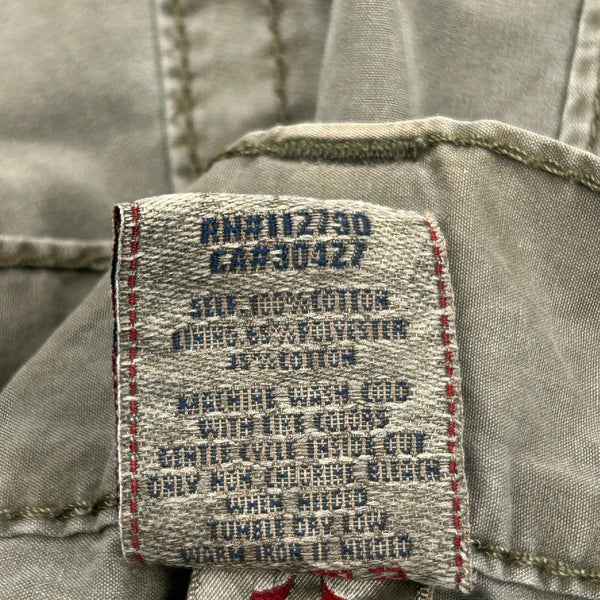 RN#112790
CA#30427
SELF 100% COTTON
LINING 65% POLYESTER
35% COTTON
MACHINE WASH COLD
WITH LIKE COLORS
GENTLE CYCLE INSIDE OUT
ONLY NON CHLORINE BLEACH
WHEN NEEDED
TUMBLE DRY LOW
WARM IRON IF NEEDED